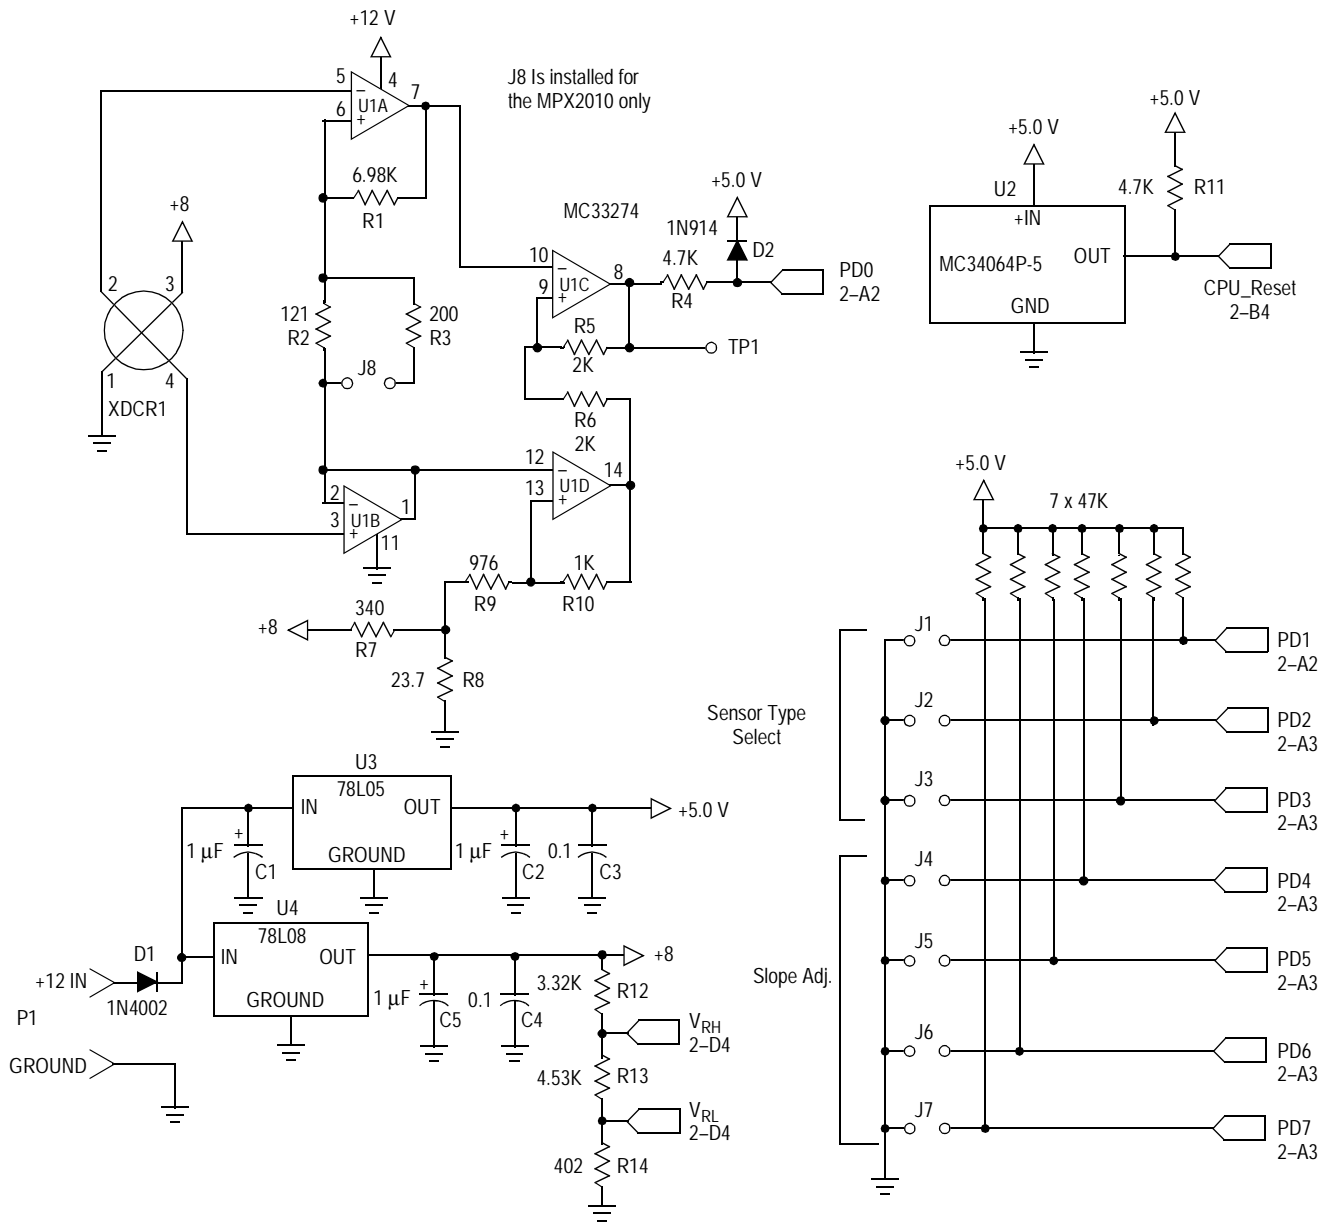 +12 V
J8 Is installed for
the MPX2010 only
5
4
7
−
U1A
6
+
6.98K
R1
+8
2
3
1
4
XDCR1
121
R2
200
R3
J8
MC33274
10
−
8
U1C
9
+
R5
2K
R6
2K
4.7K
R4
+5.0 V
1N914
D2
PD0
2–A2
TP1
12
−
14
U1D
13
+
2
−
1
U1B
3
+
11
976
R9
1K
R10
+8
340
R7
23.7
R8
+5.0 V
+5.0 V
U2
4.7K
R11
+IN
OUT
MC34064P-5
GND
CPU_Reset
2–B4
+5.0 V
7 x 47K
J1
PD1
2–A2
J2
PD2
2–A3
Sensor Type
Select
J3
PD3
2–A3
J4
PD4
2–A3
Slope Adj.
J5
PD5
2–A3
J6
PD6
2–A3
J7
PD7
2–A3
U3
78L05
IN
OUT
GROUND
+5.0 V
+
1 µF
C1
+
1 µF
C2
0.1
C3
U4
78L08
IN
OUT
GROUND
+8
D1
+12 IN
1N4002
P1
GROUND
+
1 µF
C5
0.1
C4
3.32K
R12
VRH
2–D4
4.53K
R13
VRL
2–D4
402
R14